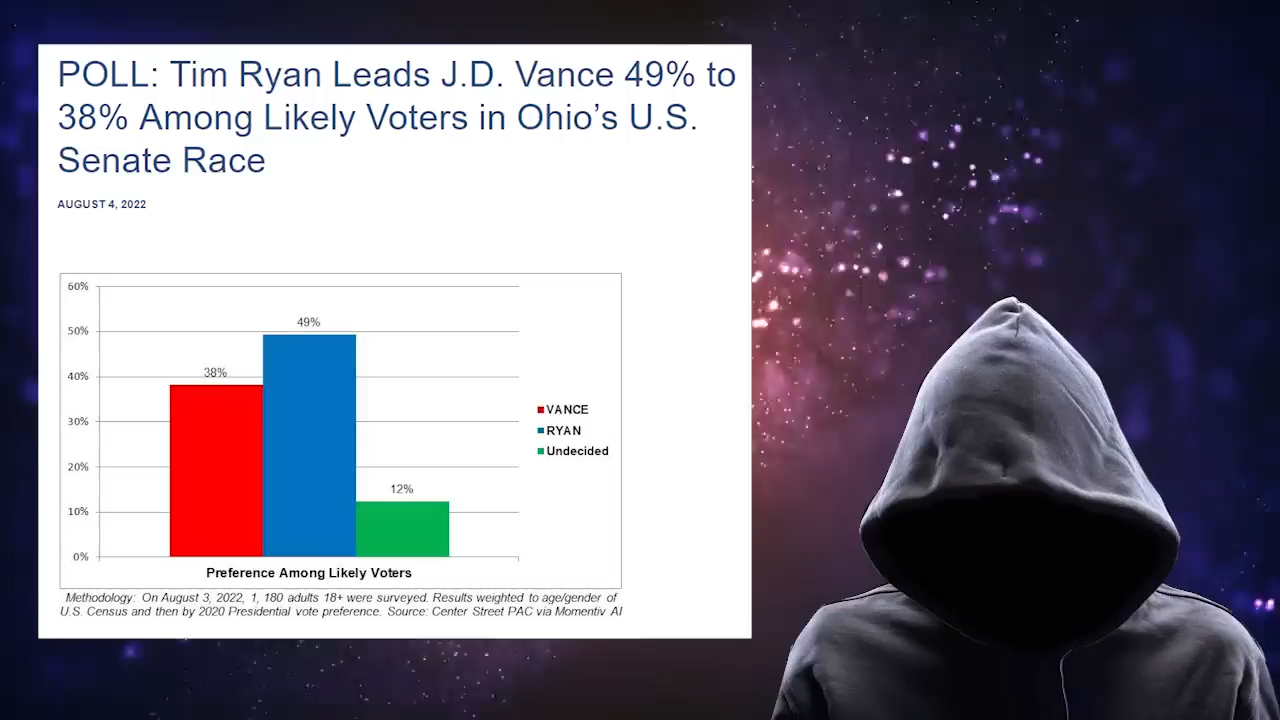 POLL: Tim Ryan Leads J.D. Vance 49% to
38% Among Likely Voters in Ohio’s U.S.
Senate Race
AUGUST 4, 2022
60%
50%
40%
30%
20%
10%
0%
38%
49%
12%
VANCE
RYAN
Undecided
Preference Among Likely Voters
Methodology: On August 3, 2022, 1, 180 adults 18+ were surveyed. Results weighted to age/gender of
U.S. Census and then by 2020 Presidential vote preference. Source: Center Street PAC via Momentiv AI